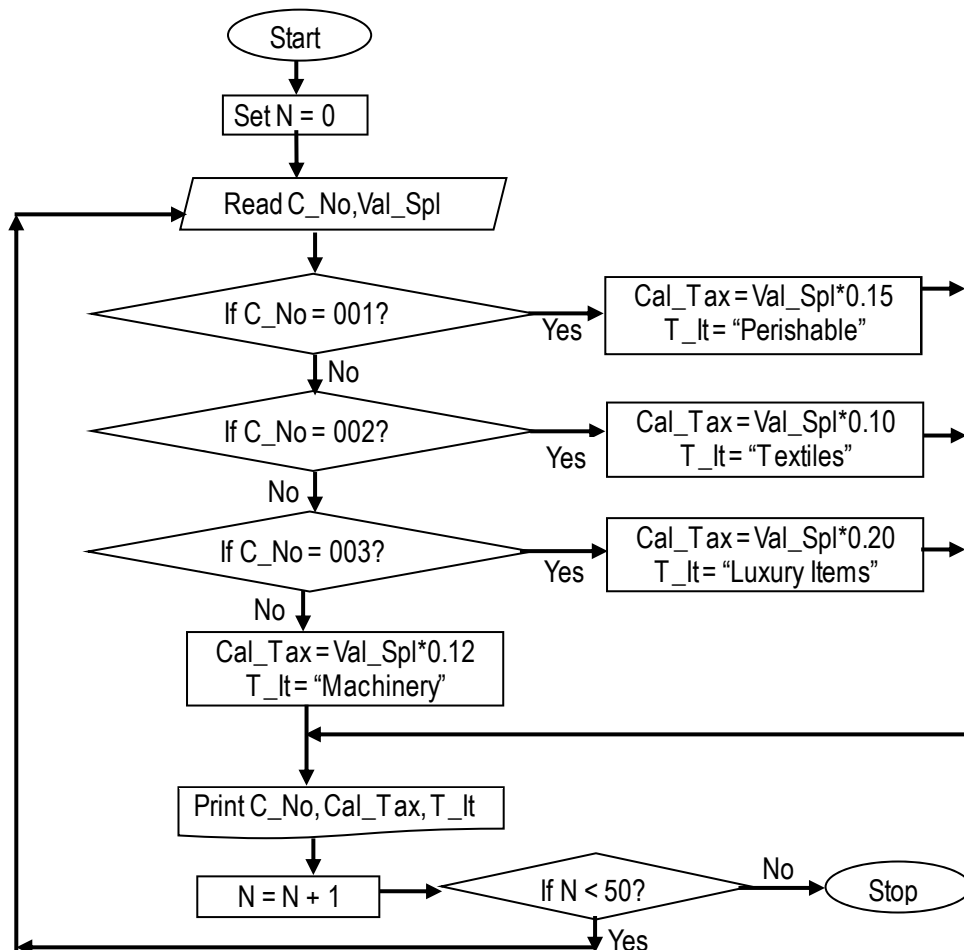 Start
Set N = 0
Read C_No,Val_Spl
If C_No = 001?
Yes
Cal_Tax = Val_Spl*0.15
T_It = “Perishable”
No
If C_No = 002?
Yes
Cal_Tax = Val_Spl*0.10
T_It = “Textiles”
No
If C_No = 003?
Yes
Cal_Tax = Val_Spl*0.20
T_It = “Luxury Items”
No
Cal_Tax = Val_Spl*0.12
T_It = “Machinery”
Print C_No, Cal_Tax, T_It
N = N + 1
If N < 50?
No
Stop
Yes